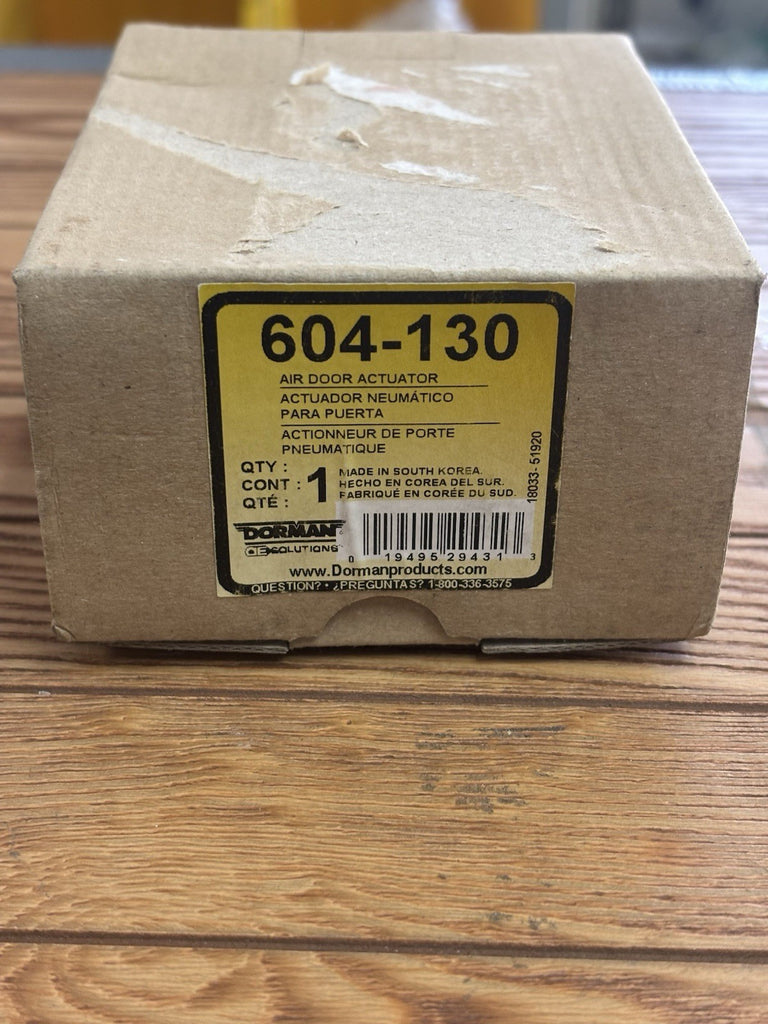 604-130
AIR DOOR ACTUATOR
ACTUADOR NEUMÁTICO
PARA PUERTA
ACTIONNEUR DE PORTE
PNEUMATIQUE
QTY :
CONT :
QTÉ :
1
MADE IN SOUTH KOREA.
HECHO EN COREA DEL SUR.
FABRIQUÉ EN CORÉE DU SUD.
18033-51920
DORMAN
OE SOLUTIONS
0 19495 29431 3
www.Dormanproducts.com
QUESTION? • ¿PREGUNTAS? 1-800-336-3575